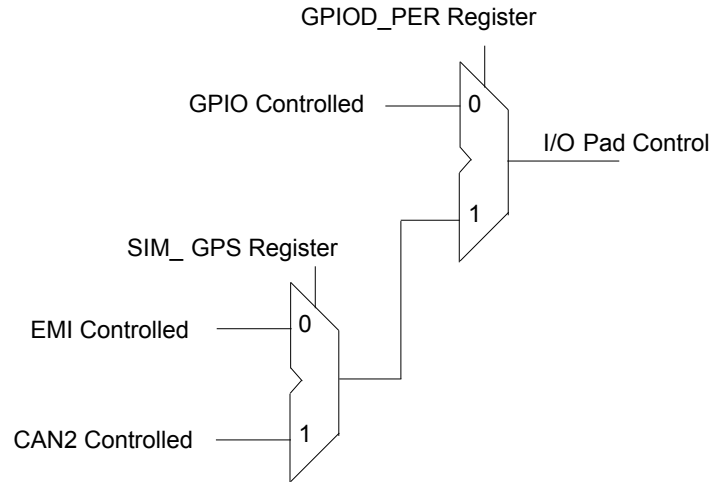 GPIOD_PER Register
GPIO Controlled
0
I/O Pad Control
1
SIM_ GPS Register
EMI Controlled
0
CAN2 Controlled
1